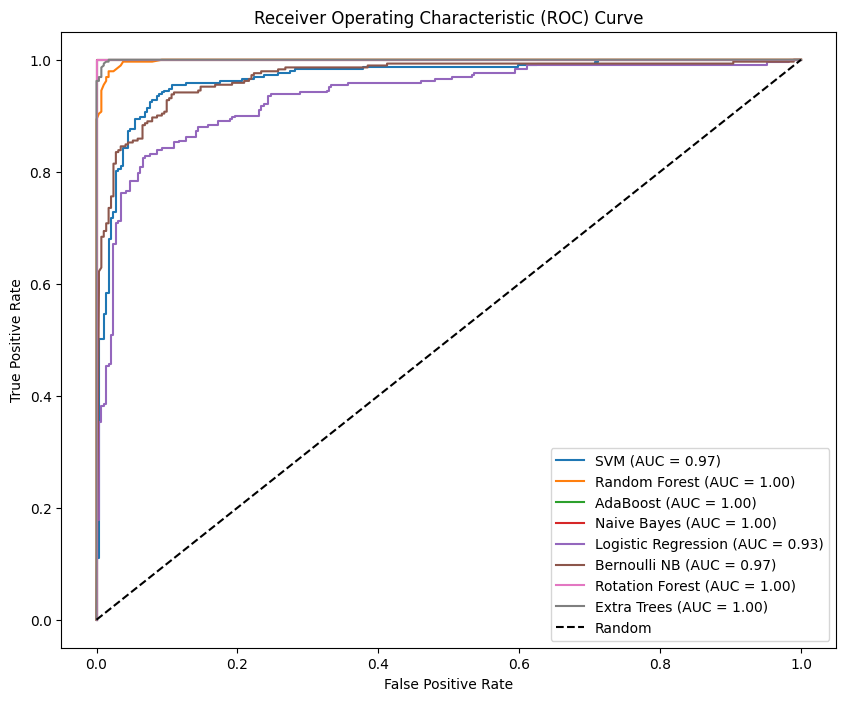 Receiver Operating Characteristic (ROC) Curve
1.0
0.8
0.6
0.4
0.2
0.0
True Positive Rate
SVM (AUC = 0.97)
Random Forest (AUC = 1.00)
AdaBoost (AUC = 1.00)
Naive Bayes (AUC = 1.00)
Logistic Regression (AUC = 0.93)
Bernoulli NB (AUC = 0.97)
Rotation Forest (AUC = 1.00)
Extra Trees (AUC = 1.00)
Random
0.0 0.2 0.4 0.6 0.8 1.0
False Positive Rate